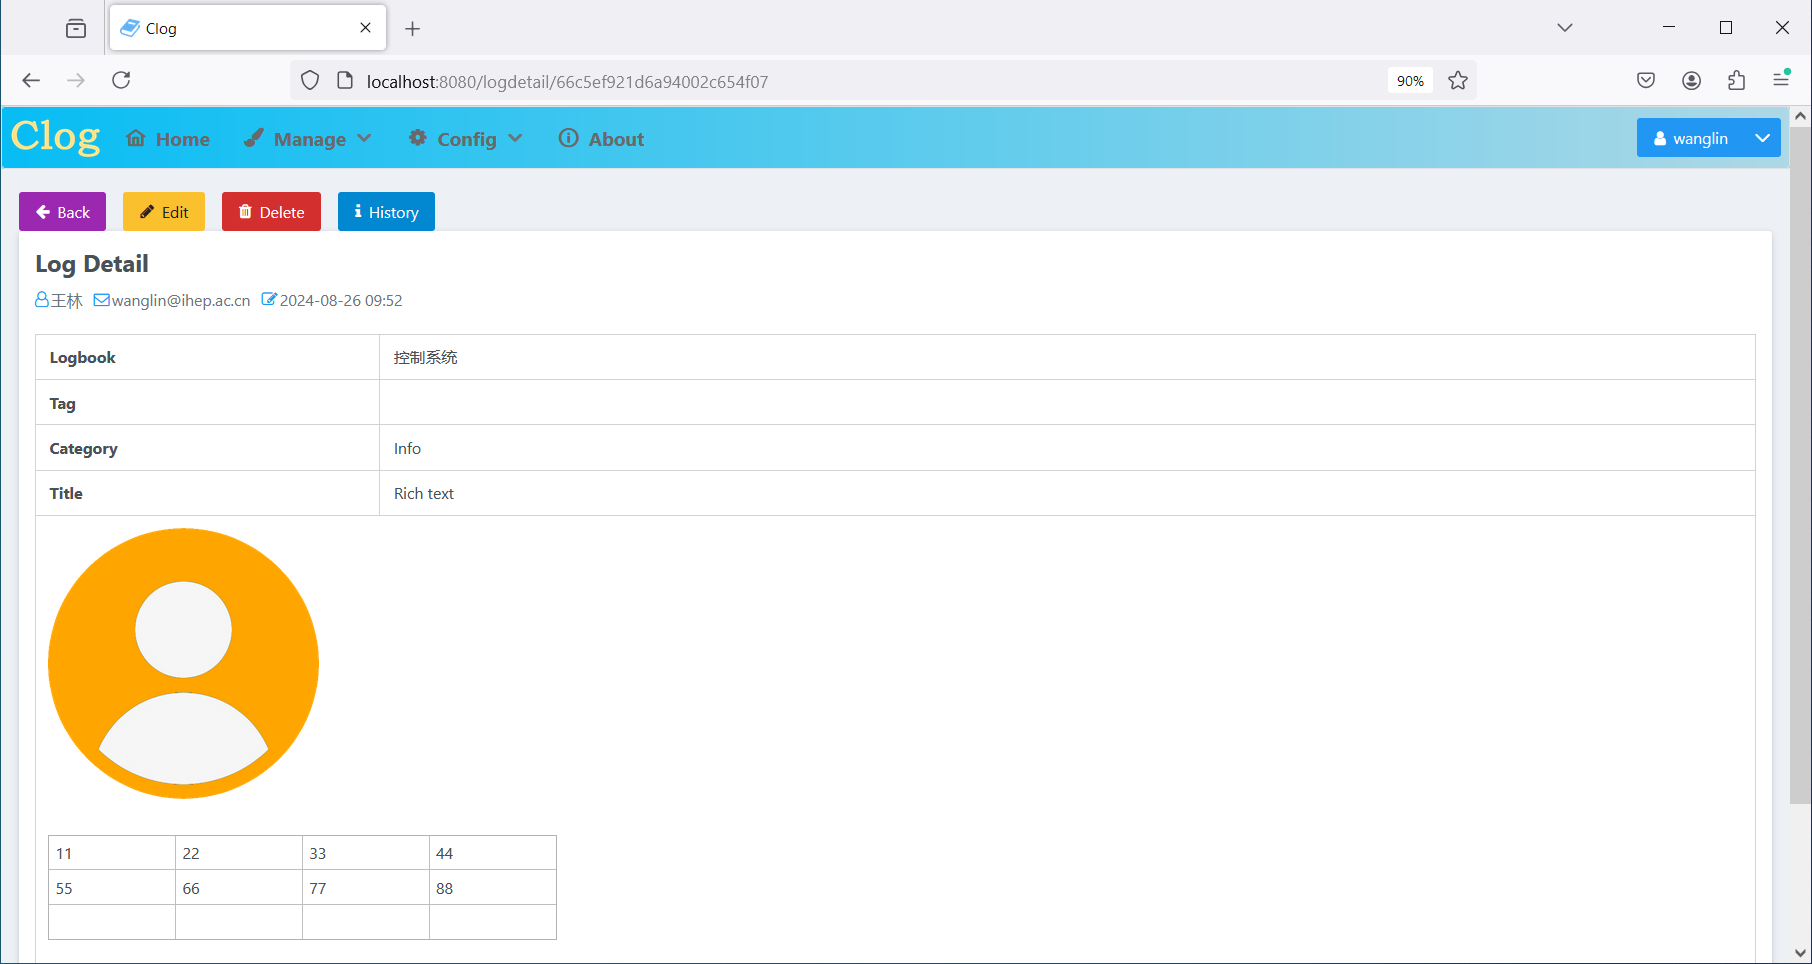 Clog
localhost:8080/logdetail/66c5ef921d6a94002c654f07 90%
Clog Home Manage Config About wanglin
Back Edit Delete History
Log Detail
王林 wanglin@ihep.ac.cn 2024-08-26 09:52
Logbook 控制系统
Tag
Category Info
Title Rich text
11 22 33 44
55 66 77 88